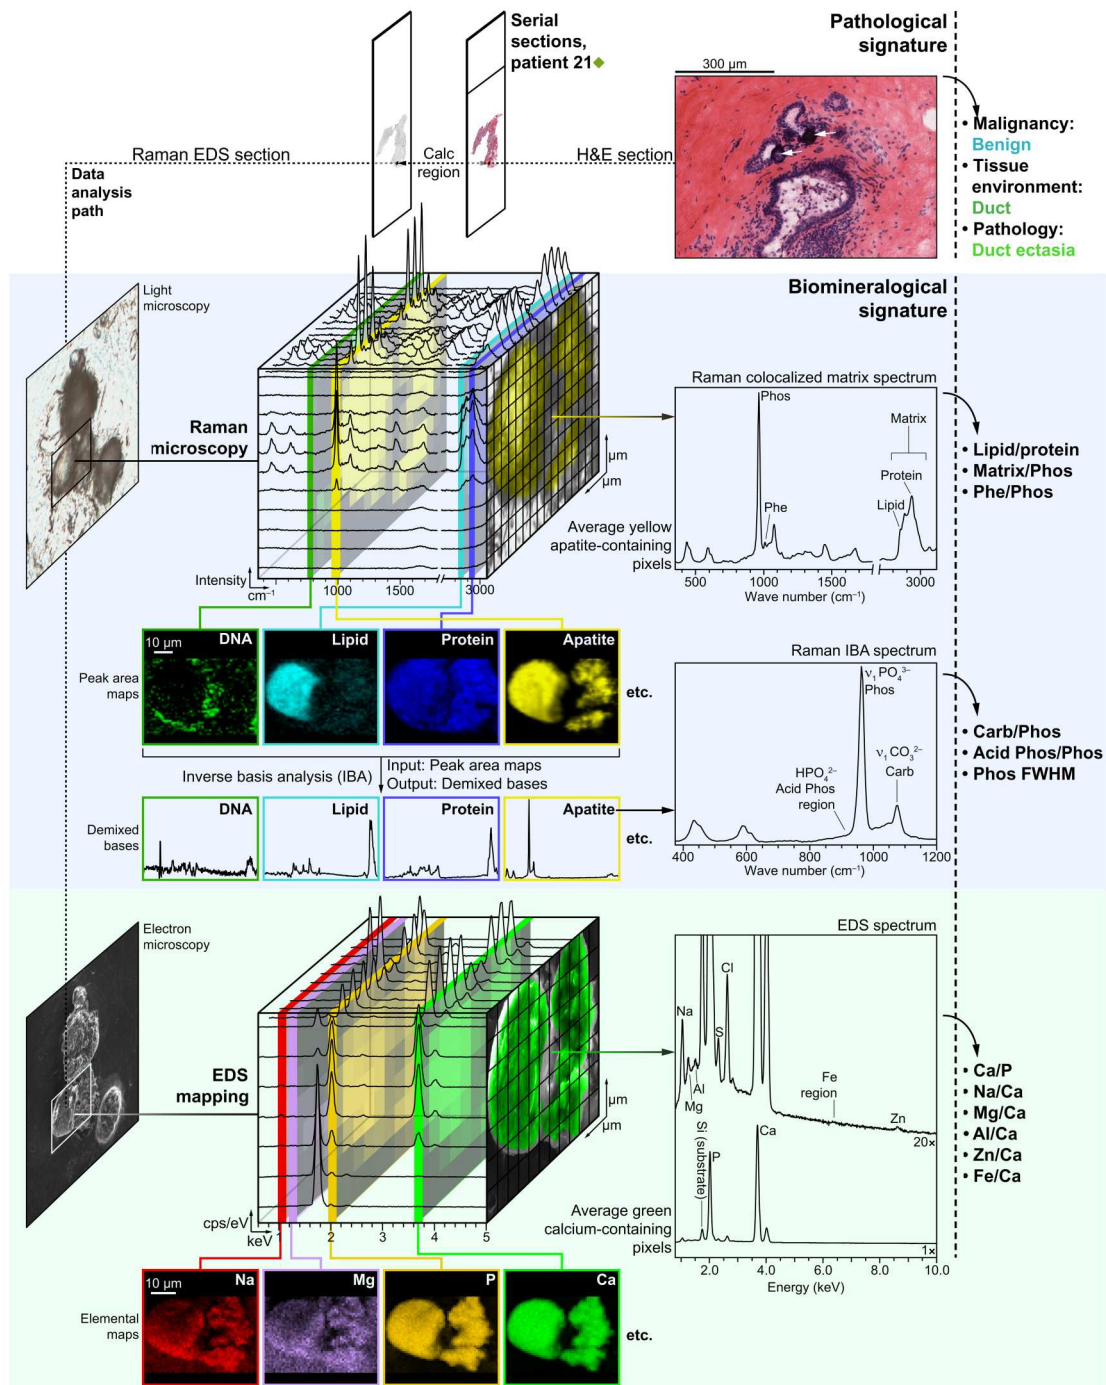 Serial
sections,
patient 21
Pathological
signature
300 µm
Raman EDS section
Calc
region
H&E section
Data
analysis
path
• Malignancy:
Benign
• Tissue
environment:
Duct
• Pathology:
Duct ectasia
Light
microscopy
Biomineralogical
signature
Raman
microscopy
µm
µm
Intensity
cm⁻¹
1000
1500
3000
Average yellow
apatite-containing
pixels
Raman colocalized matrix spectrum
Phos
Matrix
Protein
Lipid
Phe
500
1000
1500
3000
Wave number (cm⁻¹)
• Lipid/protein
• Matrix/Phos
• Phe/Phos
Peak area
maps
10 µm
DNA
Lipid
Protein
Apatite
etc.
Inverse basis analysis (IBA)
Input: Peak area maps
Output: Demixed bases
Demixed
bases
DNA
Lipid
Protein
Apatite
etc.
Raman IBA spectrum
ν₁ PO₄³⁻
Phos
ν₁ CO₃²⁻
Carb
HPO₄²⁻
Acid Phos
region
400
600
800
1000
1200
Wave number (cm⁻¹)
• Carb/Phos
• Acid Phos/Phos
• Phos FWHM
Electron
microscopy
EDS
mapping
µm
µm
cps/eV
keV
1
2
3
4
5
Average green
calcium-containing
pixels
EDS spectrum
Na
Mg
Al
S
Cl
Fe
region
Zn
20×
Si (substrate)
P
Ca
1×
2.0
4.0
6.0
8.0
10.0
Energy (keV)
• Ca/P
• Na/Ca
• Mg/Ca
• Al/Ca
• Zn/Ca
• Fe/Ca
Elemental
maps
10 µm
Na
Mg
P
Ca
etc.